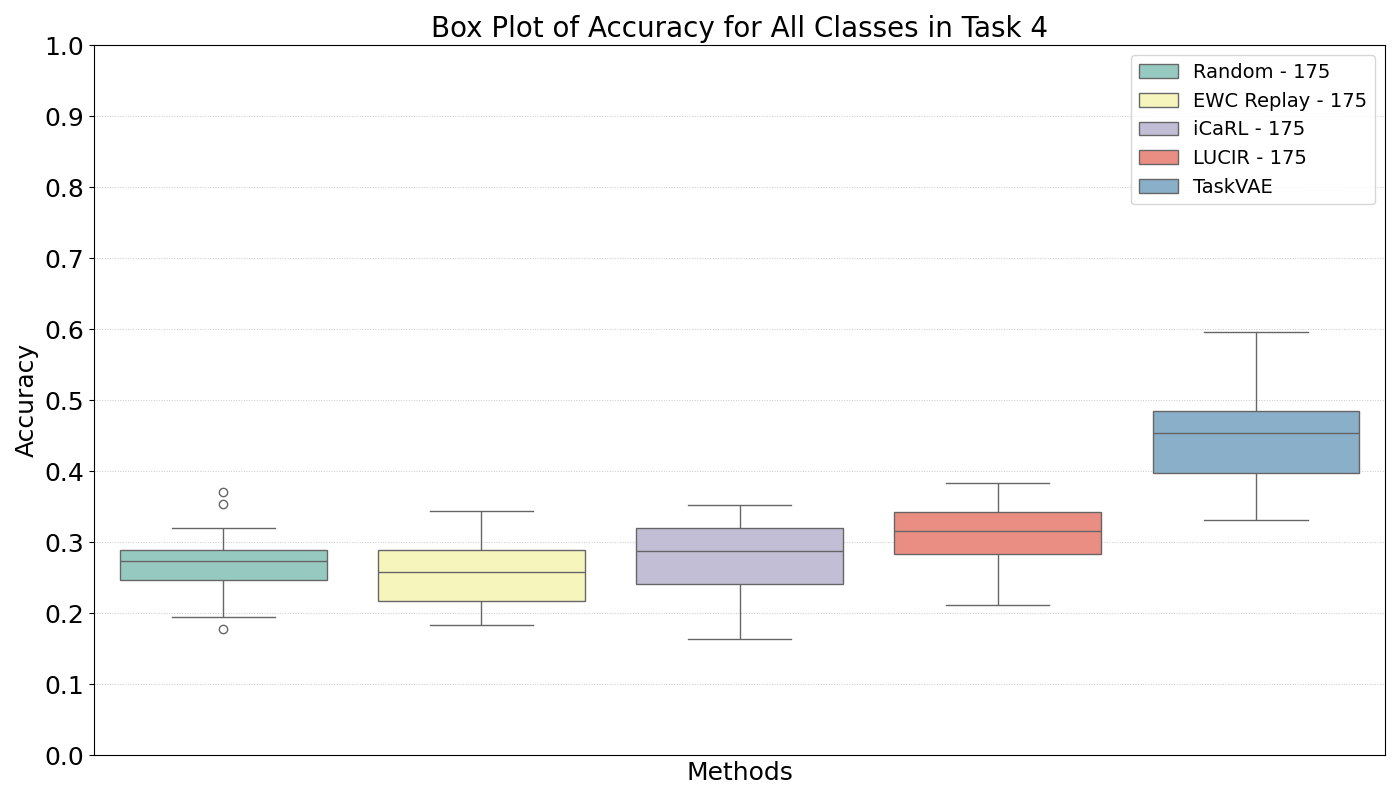 Box Plot of Accuracy for All Classes in Task 4
1.0
0.9
0.8
0.7
0.6
0.5
0.4
0.3
0.2
0.1
0.0
Accuracy
Methods
Random - 175
EWC Replay - 175
iCaRL - 175
LUCIR - 175
TaskVAE